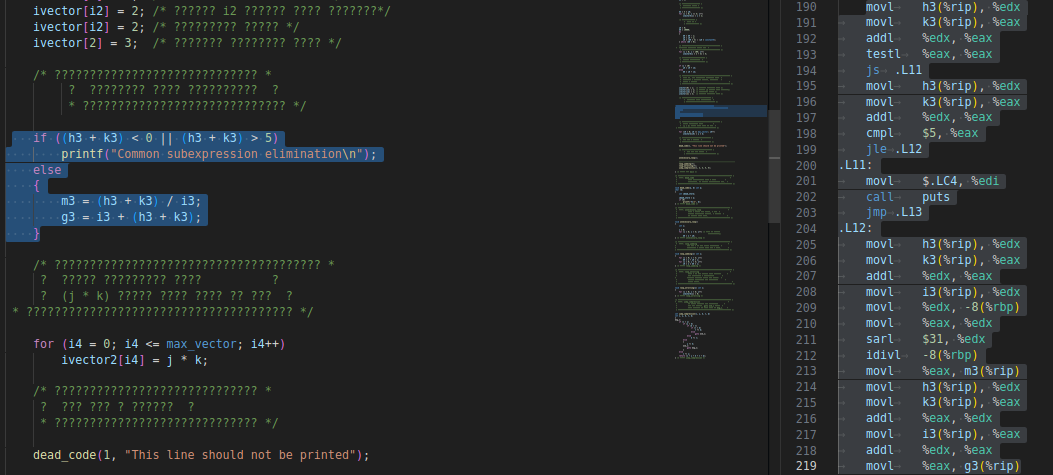 ivector[i2] = 2; /* ?????? i2 ?????? ???? ???????*/
ivector[i2] = 2; /* ????????? ????? */
ivector[2] = 3;  /* ??????? ???????? ???? */
/* ????????????????????????????? *
?  ???????? ???? ??????????  ?
* ????????????????????????????? */
if ((h3 + k3) < 0 || (h3 + k3) > 5)
printf("Common subexpression elimination\n");
else
{
m3 = (h3 + k3) / i3;
g3 = i3 + (h3 + k3);
}
/* ?????????????????????????????????????? *
?  ????? ????????? ????          ?
?  (j * k) ????? ???? ???? ?? ???  ?
* ?????????????????????????????????????? */
for (i4 = 0; i4 <= max_vector; i4++)
ivector2[i4] = j * k;
/* ????????????????????????????? *
?  ??? ??? ? ??????  ?
* ????????????????????????????? */
dead_code(1, "This line should not be printed");
190 movl h3(%rip), %edx
191 movl k3(%rip), %eax
192 addl %edx, %eax
193 testl %eax, %eax
194 js .L11
195 movl h3(%rip), %edx
196 movl k3(%rip), %eax
197 addl %edx, %eax
198 cmpl $5, %eax
199 jle .L12
200 .L11:
201 movl $.LC4, %edi
202 call puts
203 jmp .L13
204 .L12:
205 movl h3(%rip), %edx
206 movl k3(%rip), %eax
207 addl %edx, %eax
208 movl i3(%rip), %edx
209 movl %edx, -8(%rbp)
210 movl %eax, %edx
211 sarl $31, %edx
212 idivl -8(%rbp)
213 movl %eax, m3(%rip)
214 movl h3(%rip), %edx
215 movl k3(%rip), %eax
216 addl %eax, %edx
217 movl i3(%rip), %eax
218 addl %edx, %eax
219 movl %eax, g3(%rip)